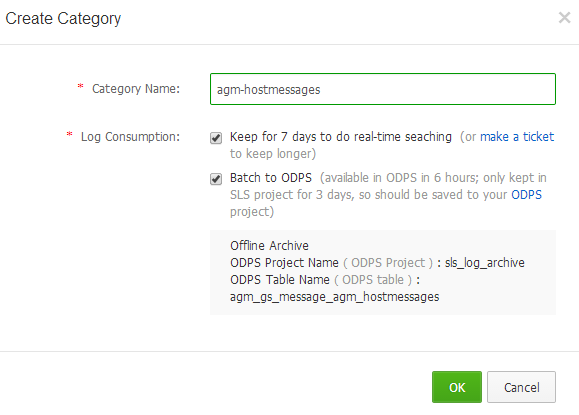 Create Category
×
* Category Name: agm-hostmessages
* Log Consumption: Keep for 7 days to do real-time seaching (or make a ticket
to keep longer)
Batch to ODPS (available in ODPS in 6 hours; only kept in
SLS project for 3 days, so should be saved to your ODPS
project)
Offline Archive
ODPS Project Name ( ODPS Project ) : sls_log_archive
ODPS Table Name ( ODPS table ) :
agm_gs_message_agm_hostmessages
OK Cancel